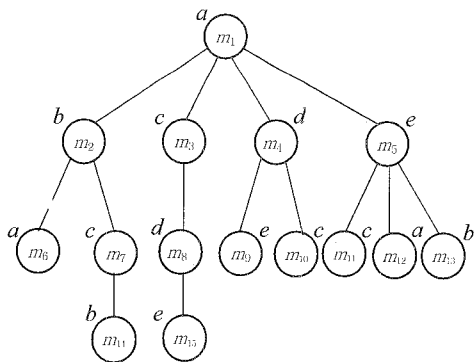 a
m₁
b c d e
m₂ m₃ m₄ m₅
a c d e c c a b
m₆ m₇ m₈ m₉ m₁₀ m₁₁ m₁₂ m₁₃
b e
m₁₄ m₁₅